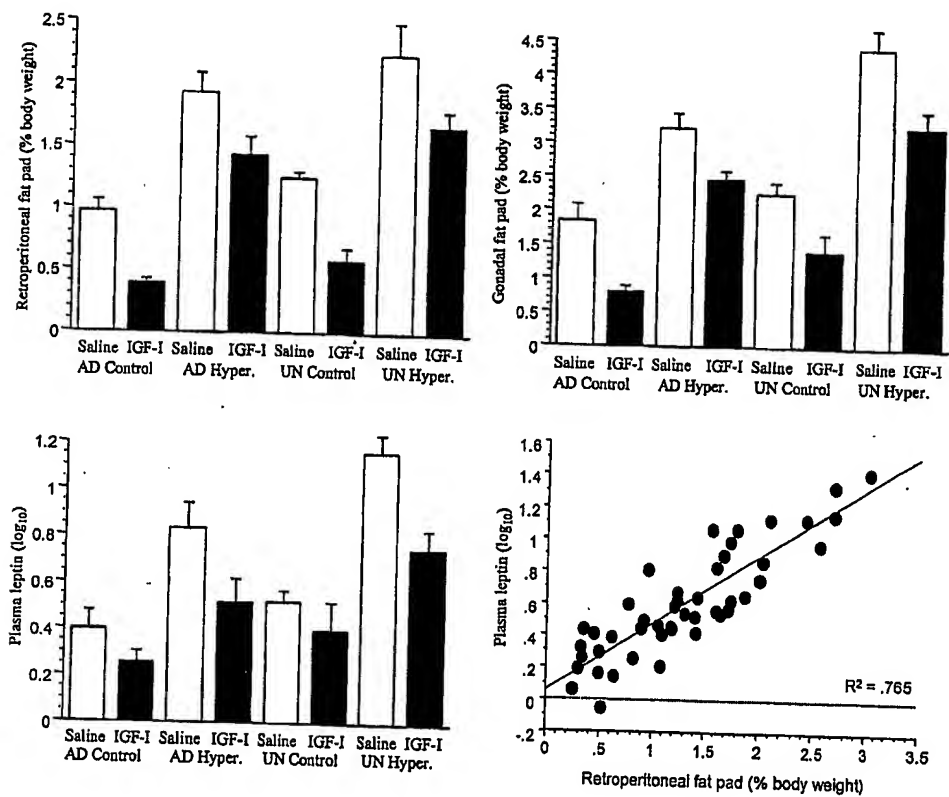 Retroperitoneal fat pad (% body weight)
2.5
2
1.5
1
0.5
0
Saline IGF-I Saline IGF-I Saline IGF-I Saline IGF-I
AD Control AD Hyper. UN Control UN Hyper.
Gonadal fat pad (% body weight)
4.5
3.5
3
2.5
2
1.5
1
0.5
0
Saline IGF-I Saline IGF-I Saline IGF-I Saline IGF-I
AD Control AD Hyper. UN Control UN Hyper.
Plasma leptin (log10)
1.2
1
0.8
0.6
0.4
0.2
0
Saline IGF-I Saline IGF-I Saline IGF-I Saline IGF-I
AD Control AD Hyper. UN Control UN Hyper.
Plasma leptin (log10)
1.6
1.4
1.2
1
.8
.6
.4
.2
0
-.2
R2 = .765
0 .5 1 1.5 2 2.5 3 3.5
Retroperitoneal fat pad (% body weight)